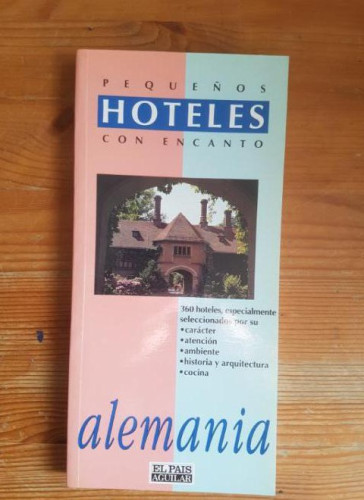 PEQUEÑOS
HOTELES
CON ENCANTO
360 hoteles, especialmente
seleccionados por su
•carácter
•atención
•ambiente
•historia y arquitectura
•cocina
alemania
EL PAIS
AGUILAR